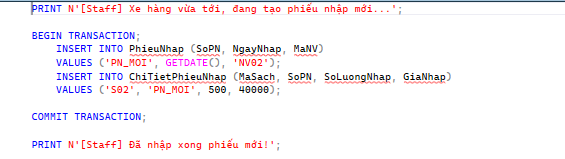 PRINT N'[Staff] Xe hàng vừa tới, đang tạo phiếu nhập mới...';
BEGIN TRANSACTION;
INSERT INTO PhieuNhap (SoPN, NgayNhap, MaNV)
VALUES ('PN_MOI', GETDATE(), 'NV02');
INSERT INTO ChiTietPhieuNhap (MaSach, SoPN, SoLuongNhap, GiaNhap)
VALUES ('S02', 'PN_MOI', 500, 40000);
COMMIT TRANSACTION;
PRINT N'[Staff] Đã nhập xong phiếu mới!';